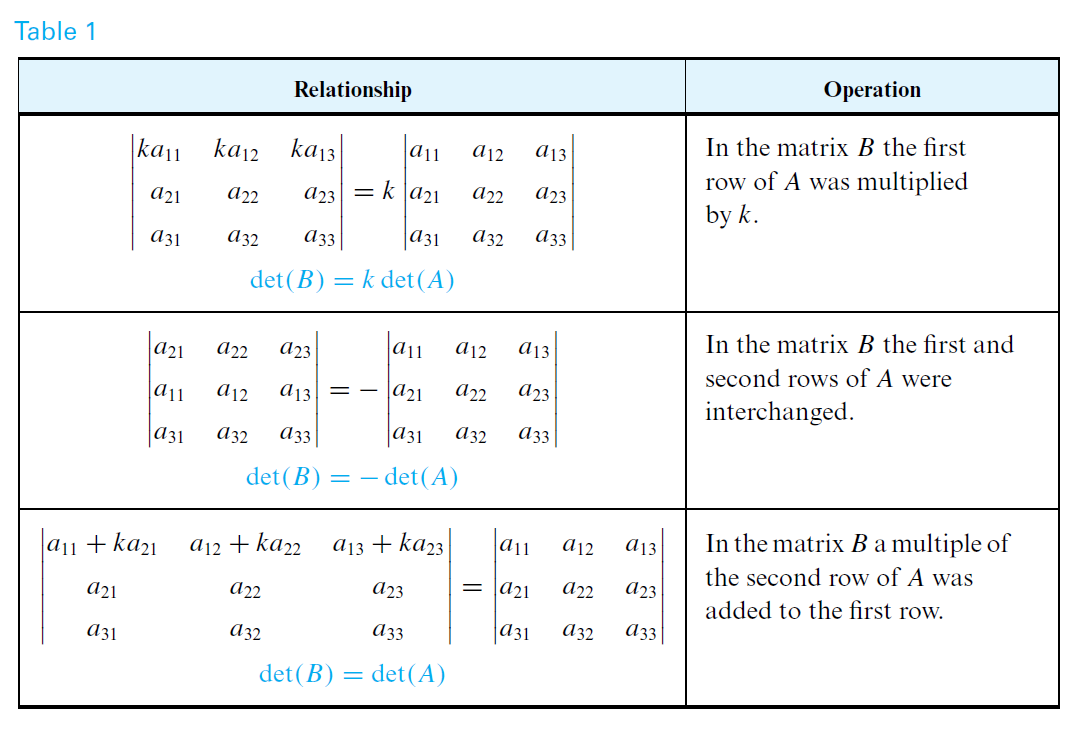 Table 1
Relationship
Operation
|ka₁₁ ka₁₂ ka₁₃| |a₁₁ a₁₂ a₁₃|
|a₂₁ a₂₂ a₂₃| = k |a₂₁ a₂₂ a₂₃|
|a₃₁ a₃₂ a₃₃| |a₃₁ a₃₂ a₃₃|
det(B) = k det(A)
In the matrix B the first
row of A was multiplied
by k.
|a₂₁ a₂₂ a₂₃| |a₁₁ a₁₂ a₁₃|
|a₁₁ a₁₂ a₁₃| = − |a₂₁ a₂₂ a₂₃|
|a₃₁ a₃₂ a₃₃| |a₃₁ a₃₂ a₃₃|
det(B) = − det(A)
In the matrix B the first and
second rows of A were
interchanged.
|a₁₁ + ka₂₁ a₁₂ + ka₂₂ a₁₃ + ka₂₃| |a₁₁ a₁₂ a₁₃|
|a₂₁ a₂₂ a₂₃| = |a₂₁ a₂₂ a₂₃|
|a₃₁ a₃₂ a₃₃| |a₃₁ a₃₂ a₃₃|
det(B) = det(A)
In the matrix B a multiple of
the second row of A was
added to the first row.